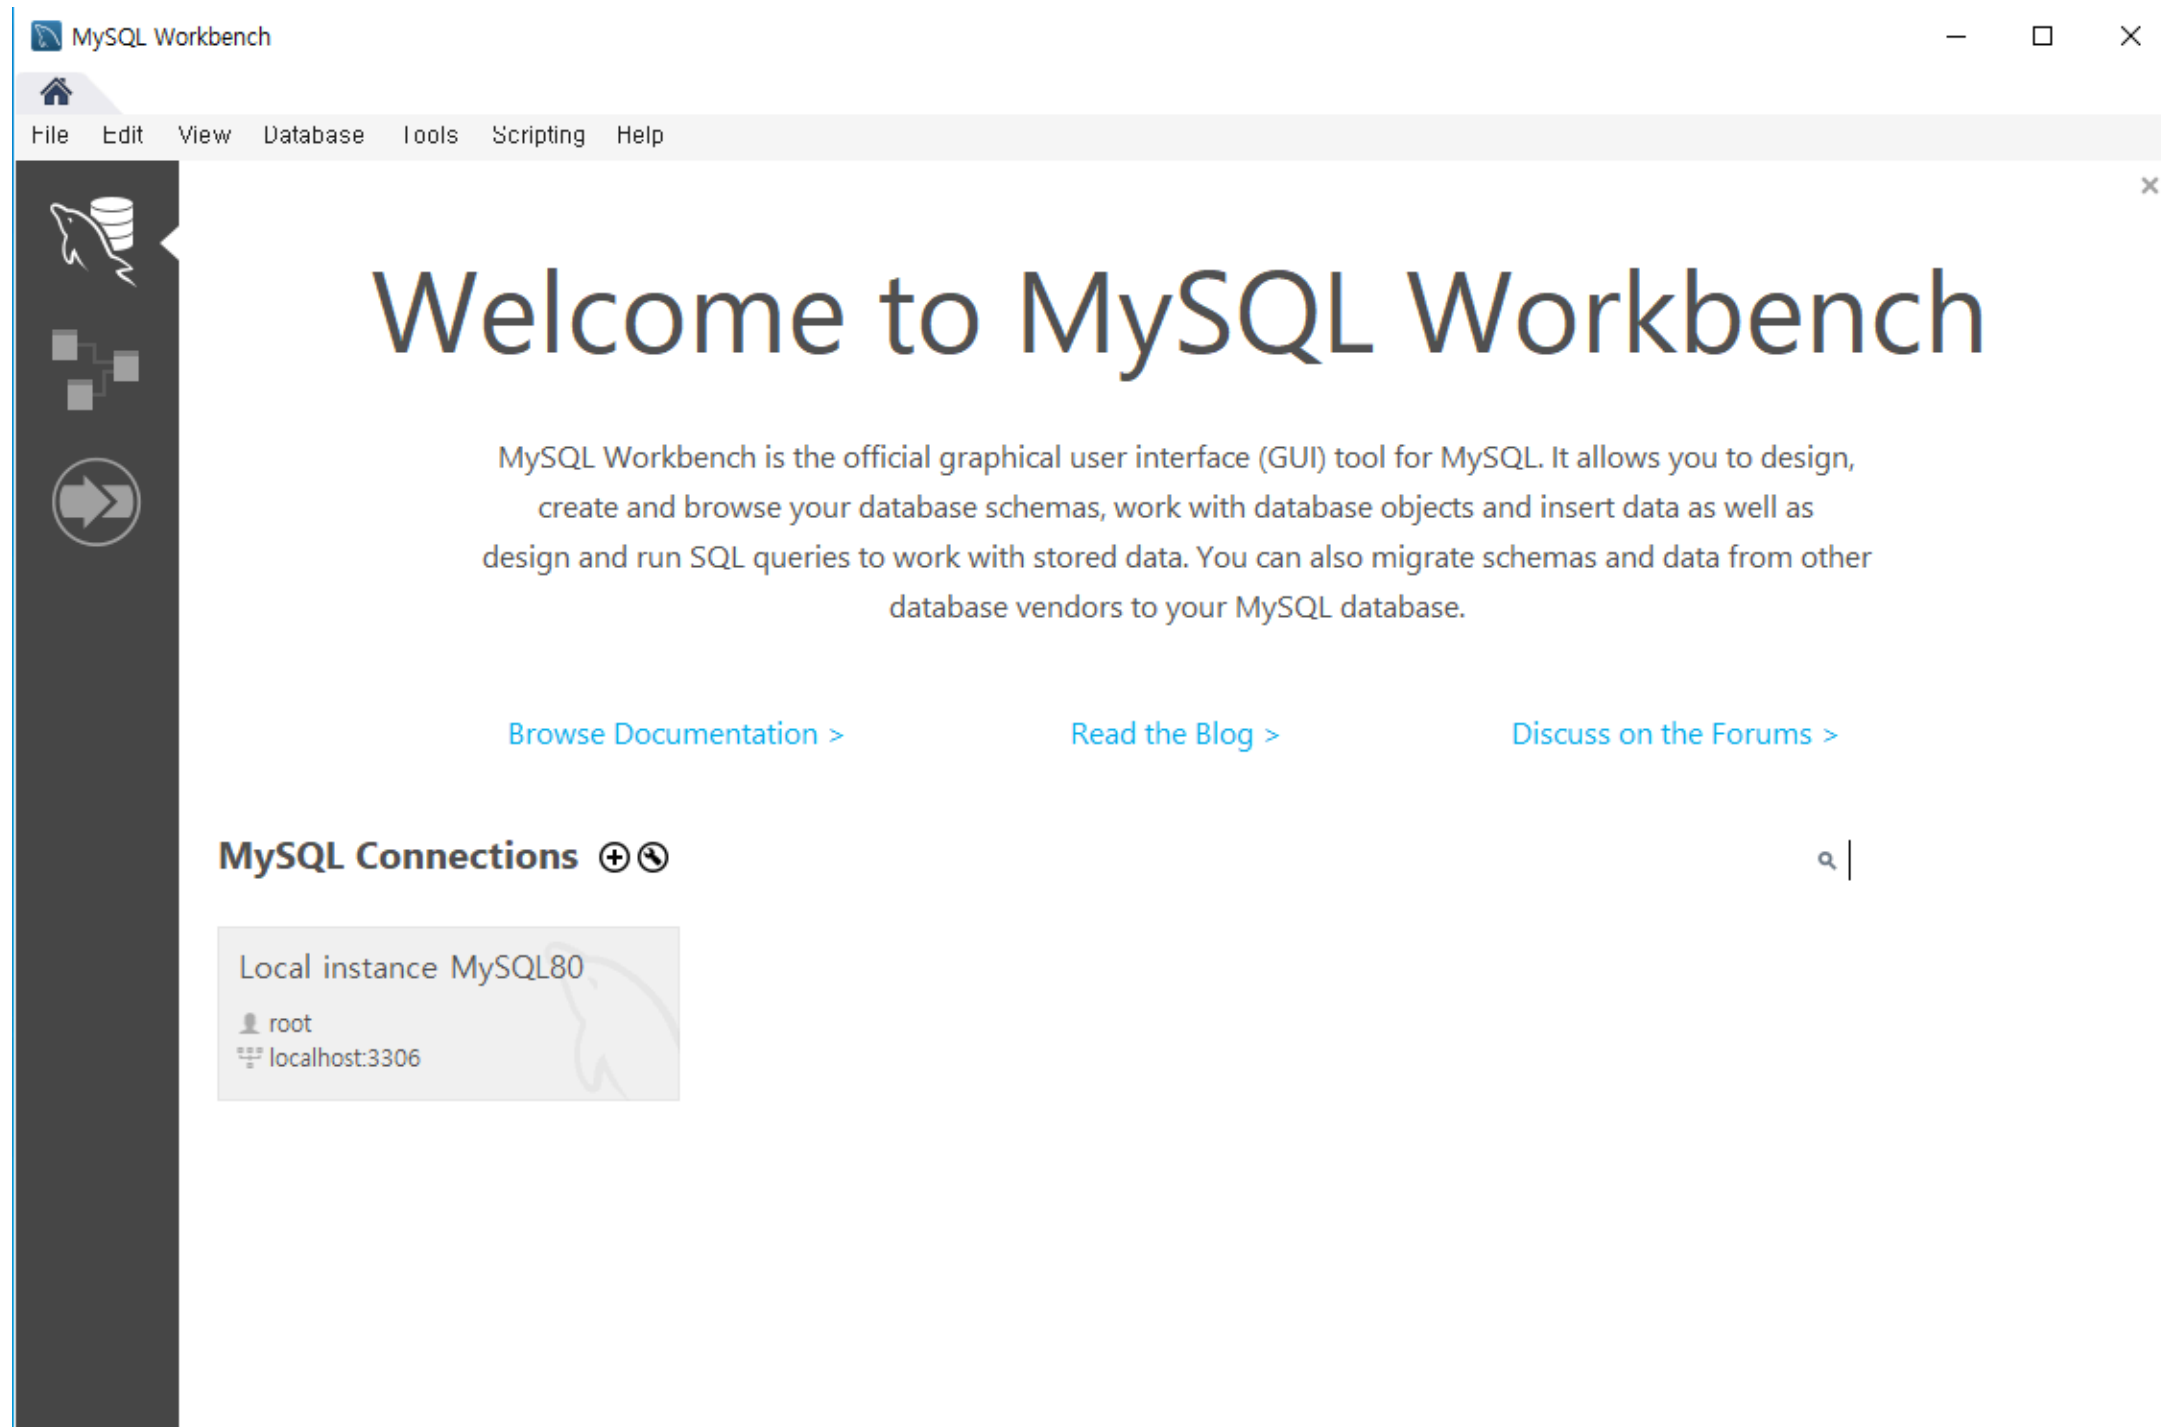 MySQL Workbench
File Edit View Database Tools Scripting Help
Welcome to MySQL Workbench
MySQL Workbench is the official graphical user interface (GUI) tool for MySQL. It allows you to design,
create and browse your database schemas, work with database objects and insert data as well as
design and run SQL queries to work with stored data. You can also migrate schemas and data from other
database vendors to your MySQL database.
Browse Documentation > Read the Blog > Discuss on the Forums >
MySQL Connections
Local instance MySQL80
root
localhost:3306